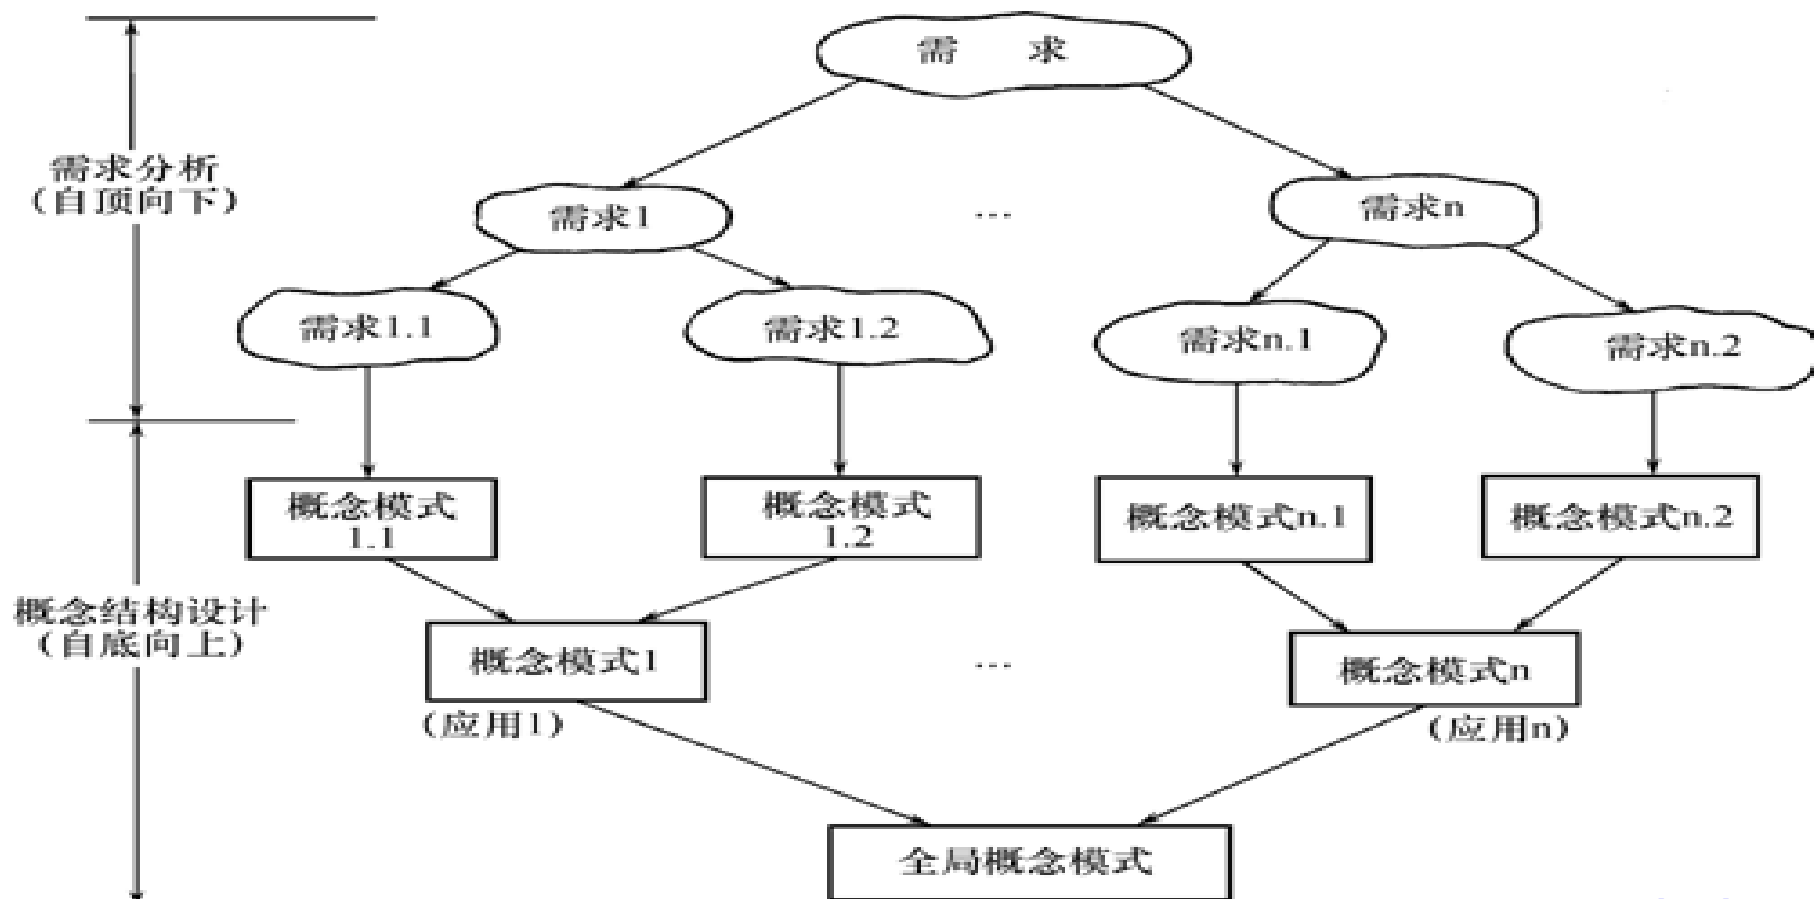 需 求
需求分析
(自顶向下)
需求1
…
需求n
需求1.1
需求1.2
需求n.1
需求n.2
概念模式
1.1
概念模式
1.2
概念模式n.1
概念模式n.2
概念结构设计
(自底向上)
概念模式1
…
概念模式n
(应用1)
(应用n)
全局概念模式